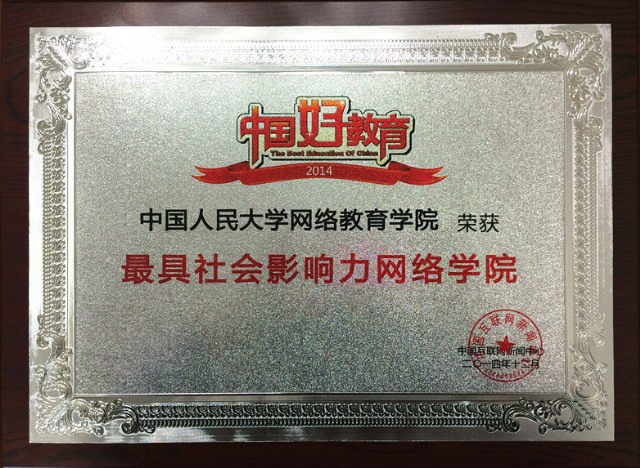 中国好教育
The Best Education Of China
2014
中国人民大学网络教育学院 荣获
最具社会影响力网络学院
中国互联网新闻中心
二〇一四年十二月